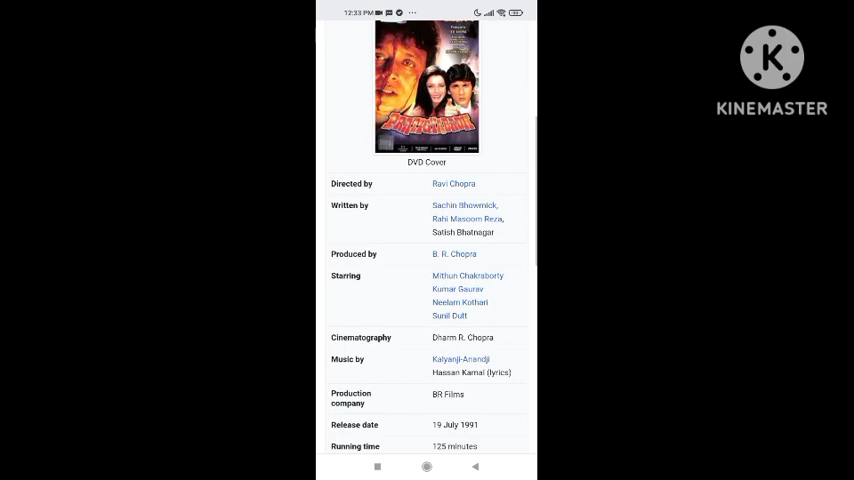 12:33 PM
KINEMASTER
DVD Cover
Directed by
Ravi Chopra
Written by
Sachin Bhowmick,
Rahi Masoom Reza,
Satish Bhatnagar
Produced by
B. R. Chopra
Starring
Mithun Chakraborty
Kumar Gaurav
Neelam Kothari
Sunil Dutt
Cinematography
Dharm R. Chopra
Music by
Kalyanji-Anandji
Hassan Kamal (lyrics)
Production
company
BR Films
Release date
19 July 1991
Running time
125 minutes